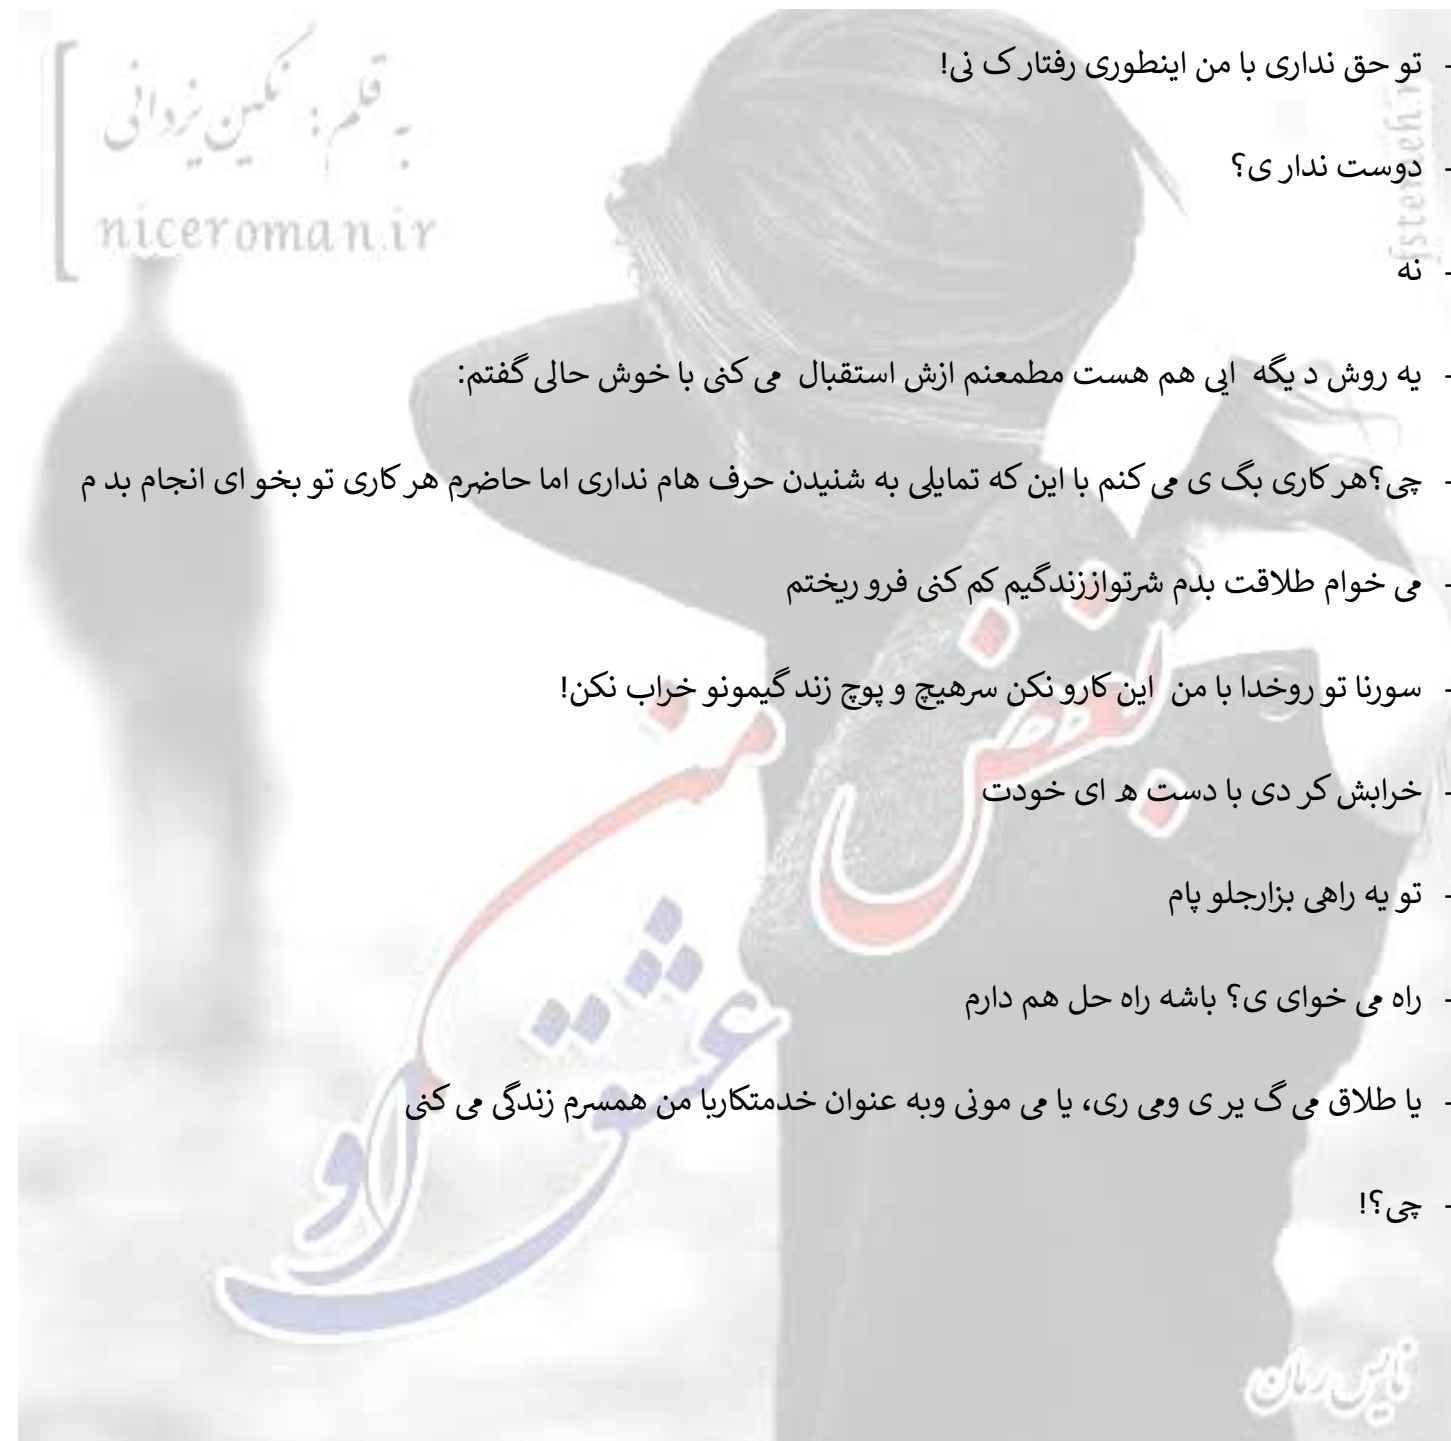 به قلم: نگین یزدانی
niceroman.ir
- تو حق نداری با من اینطوری رفتار ک نی!
- دوست ندار ی؟
- نه
- یه روش د یگه ایی هم هست مطمعنم ازش استقبال می کنی با خوش حالی گفتم:
- چی؟هر کاری بگ ی می کنم با این که تمایلی به شنیدن حرف هام نداری اما حاضرم هر کاری تو بخو ای انجام بد م
- می خوام طلاقت بدم شرتواززندگیم کم کنی فرو ریختم
- سورنا تو روخدا با من این کارو نکن سرهیچ و پوچ زند گیمونو خراب نکن!
- خرابش کر دی با دست ه ای خودت
- تو یه راهی بزارجلو پام
- راه می خوای ی؟ باشه راه حل هم دارم
- یا طلاق می گ یر ی ومی ری، یا می مونی وبه عنوان خدمتکاربا من همسرم زندگی می کنی
- چی؟!
بغض من
عشق او
نایس رمان